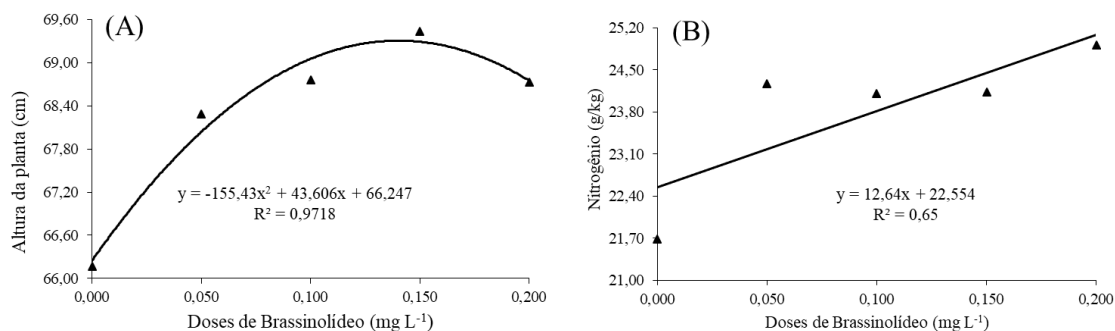 (A)
69,60
69,00
68,40
67,80
67,20
66,60
66,00
Altura da planta (cm)
y = -155,43x² + 43,606x + 66,247
R² = 0,9718
0,000 0,050 0,100 0,150 0,200
Doses de Brassinolídeo (mg L⁻¹)
(B)
25,20
24,50
23,80
23,10
22,40
21,70
21,00
Nitrogênio (g/kg)
y = 12,64x + 22,554
R² = 0,65
0,000 0,050 0,100 0,150 0,200
Doses de Brassinolídeo (mg L⁻¹)